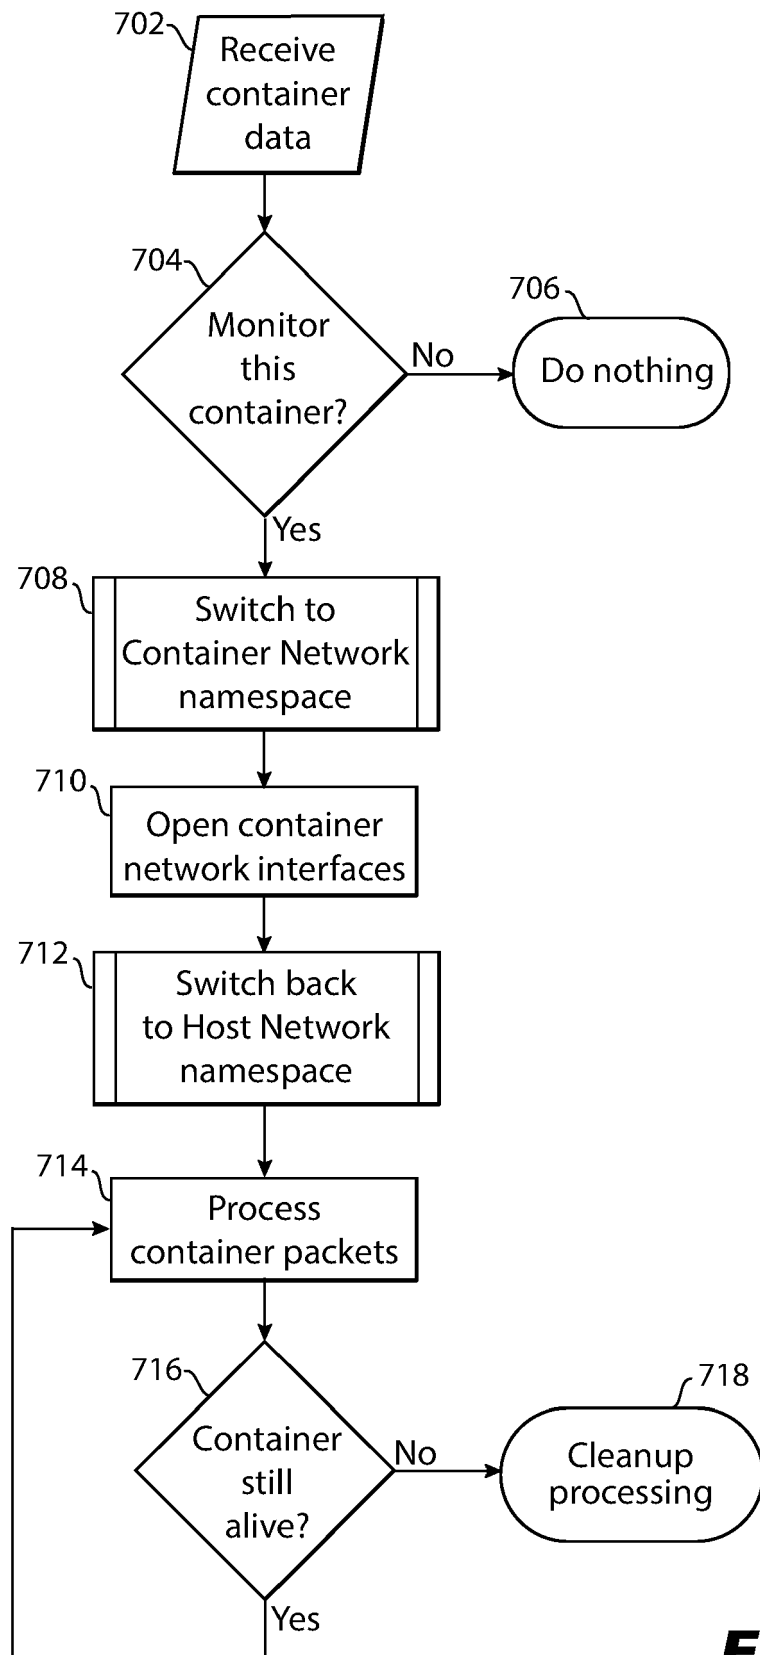 702
Receive
container
data
704
Monitor
this
container?
No
706
Do nothing
Yes
708
Switch to
Container Network
namespace
710
Open container
network interfaces
712
Switch back
to Host Network
namespace
714
Process
container packets
716
Container
still
alive?
No
718
Cleanup
processing
Yes